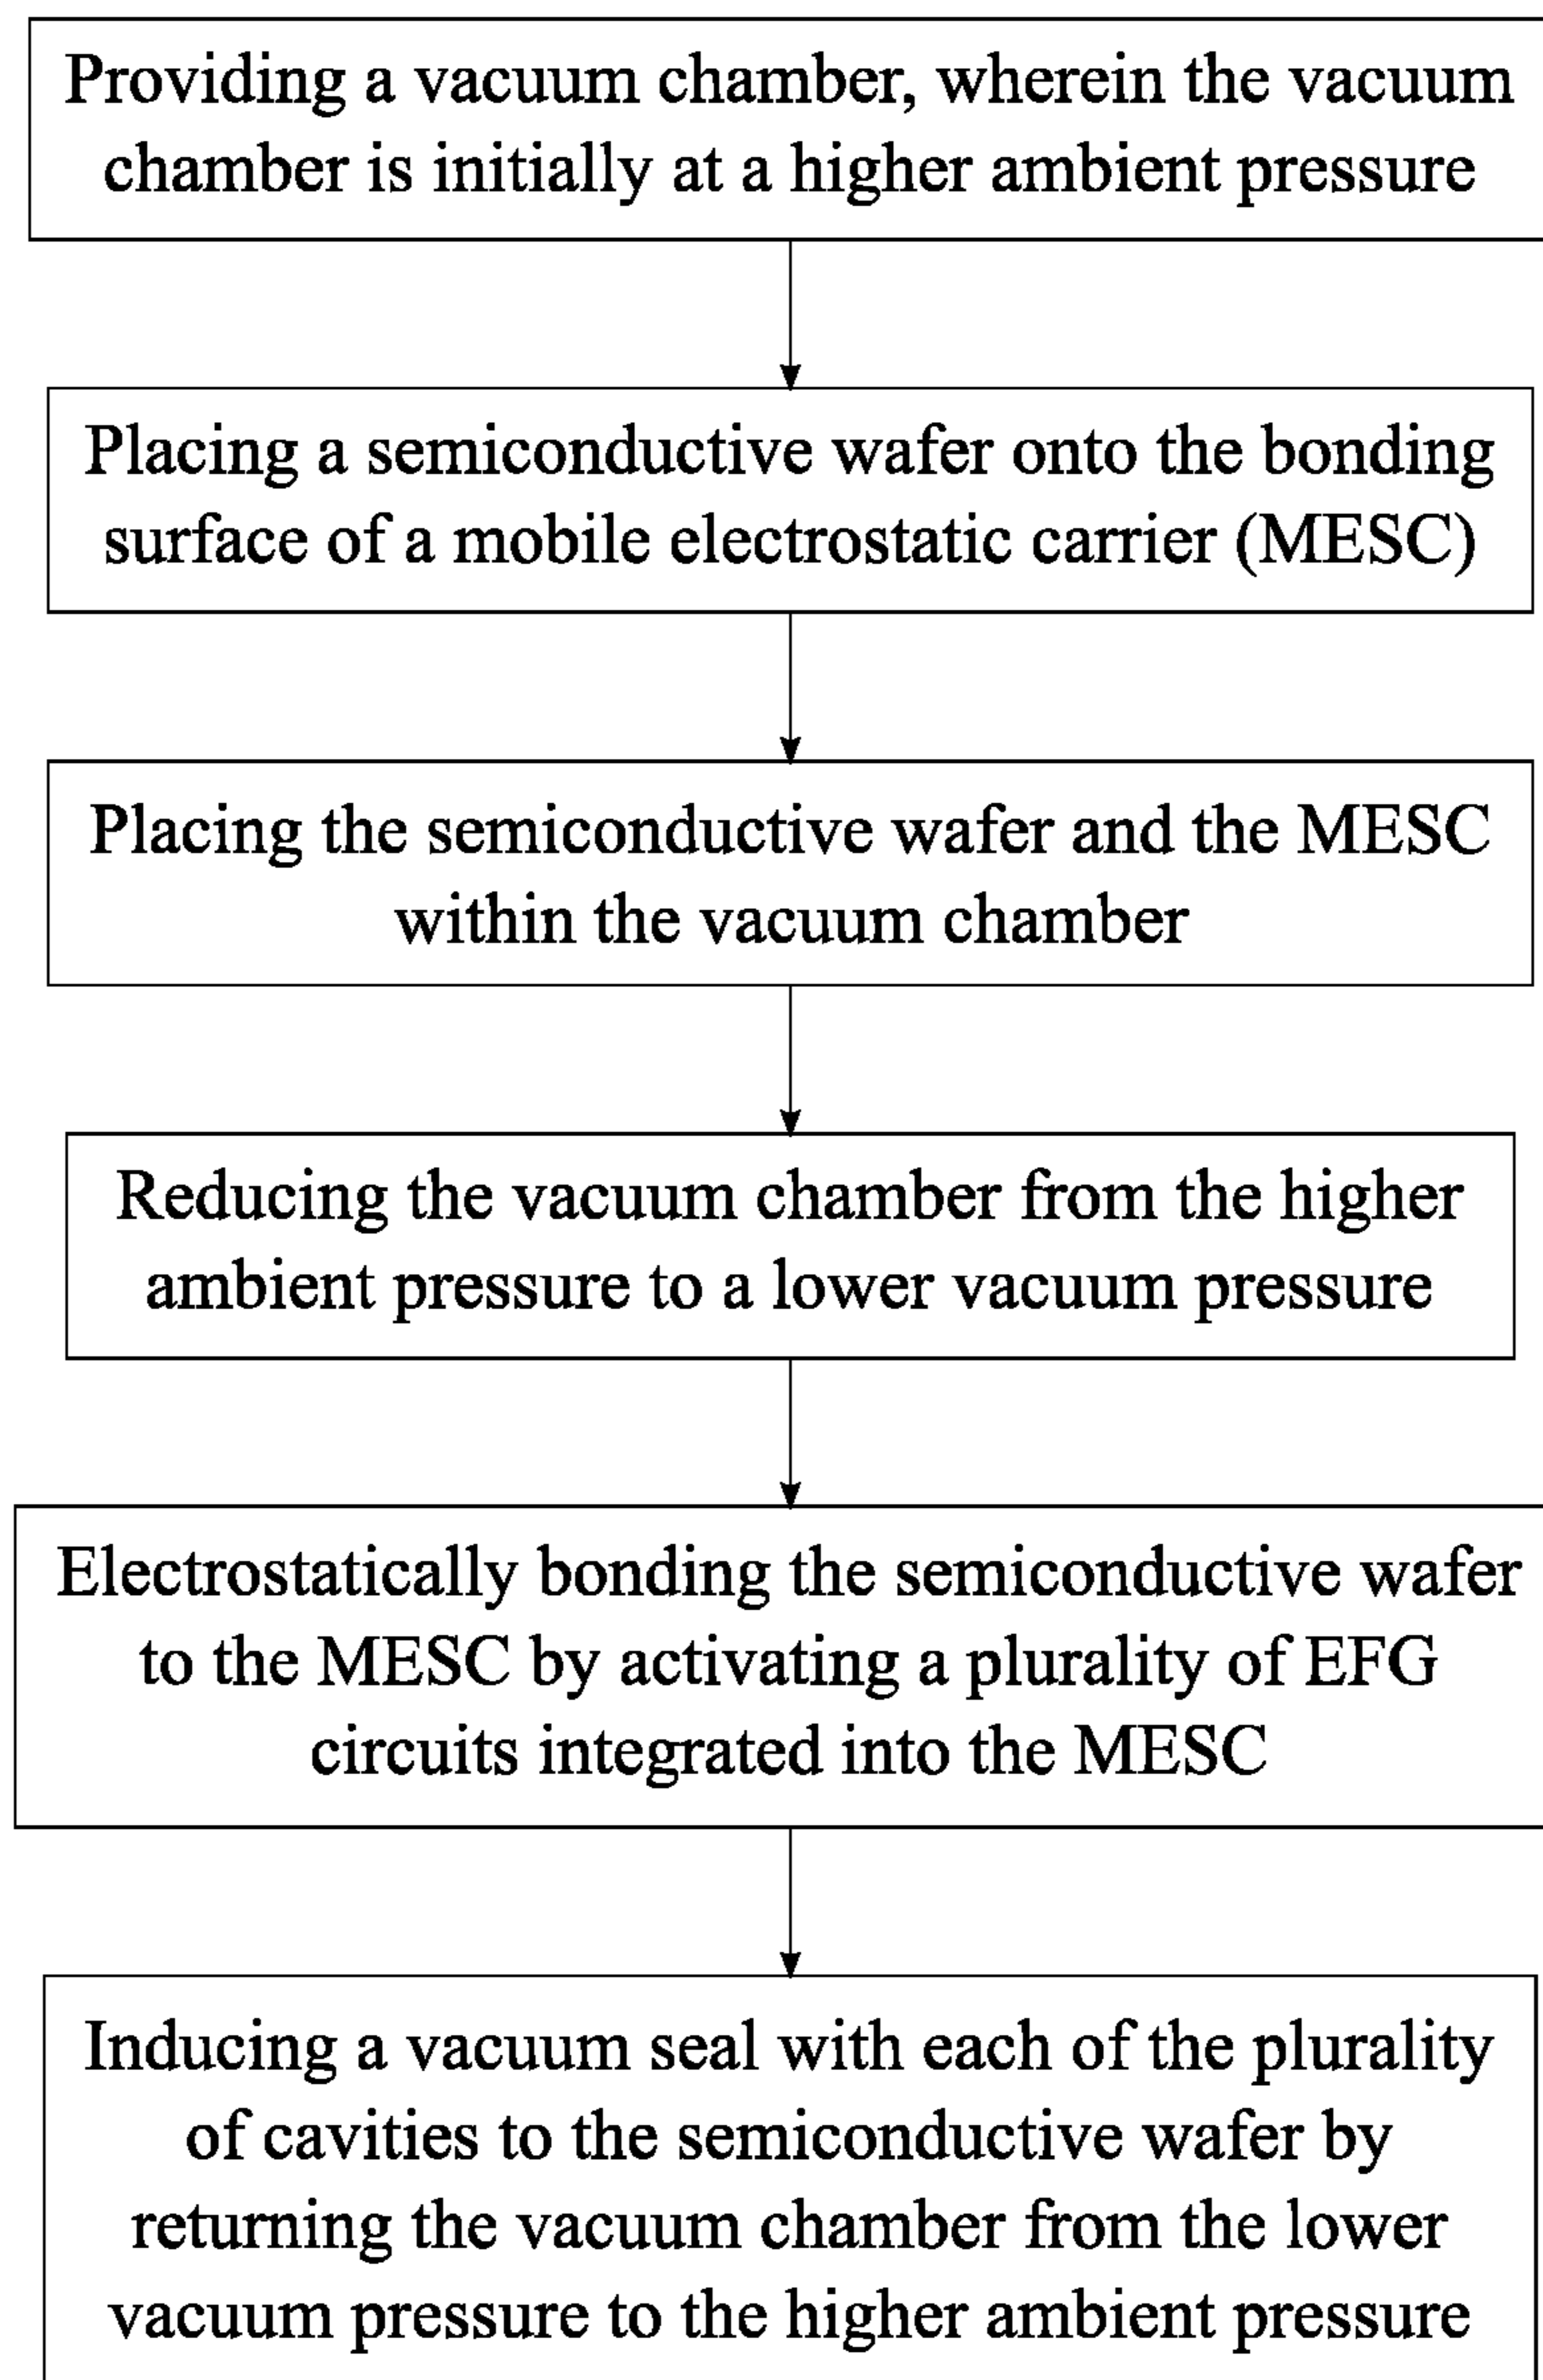 Providing a vacuum chamber, wherein the vacuum
chamber is initially at a higher ambient pressure
Placing a semiconductive wafer onto the bonding
surface of a mobile electrostatic carrier (MESC)
Placing the semiconductive wafer and the MESC
within the vacuum chamber
Reducing the vacuum chamber from the higher
ambient pressure to a lower vacuum pressure
Electrostatically bonding the semiconductive wafer
to the MESC by activating a plurality of EFG
circuits integrated into the MESC
Inducing a vacuum seal with each of the plurality
of cavities to the semiconductive wafer by
returning the vacuum chamber from the lower
vacuum pressure to the higher ambient pressure